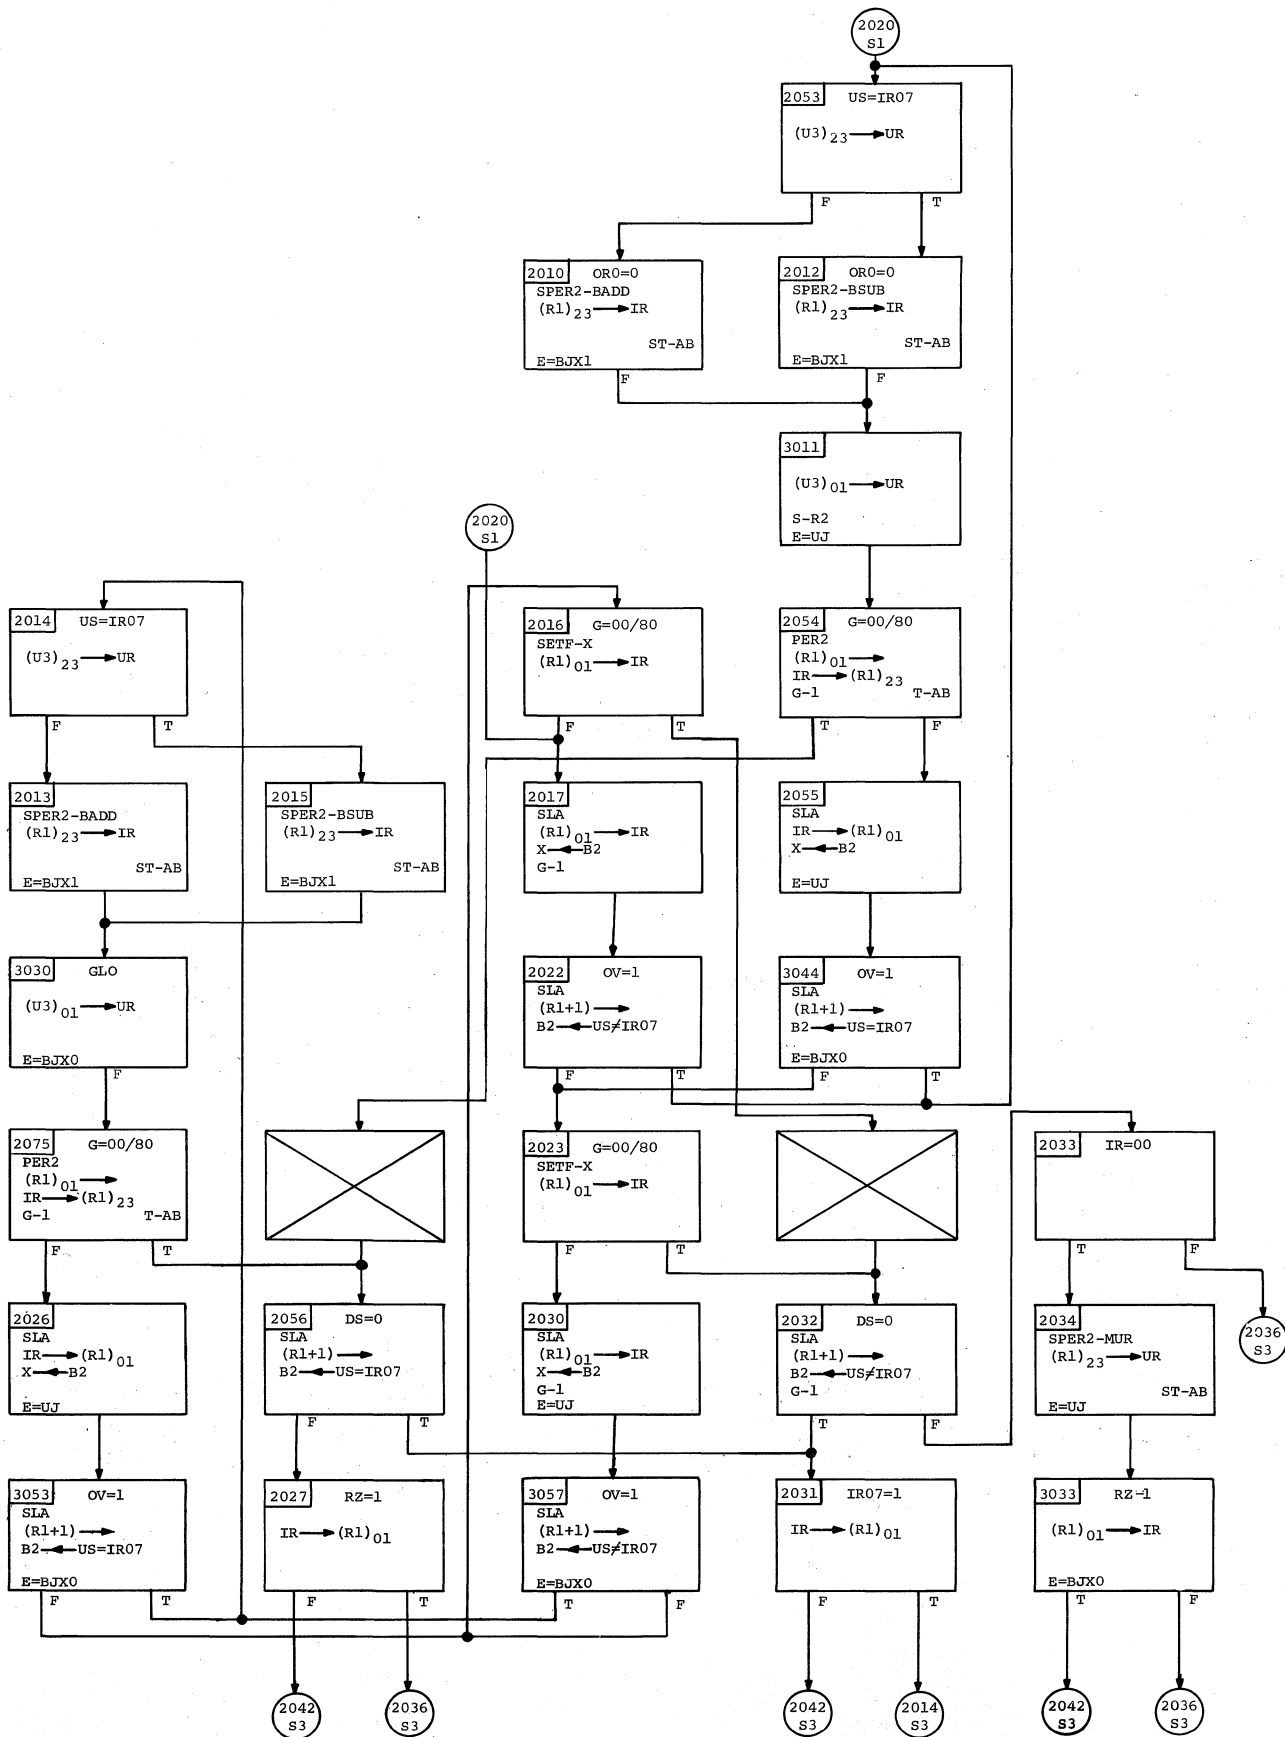 2020
S1
2053 US=IR07
(U3)23 → UR
F T
2010 OR0=0
SPER2-BADD
(R1)23 → IR
ST-AB
E=BJX1
F
2012 OR0=0
SPER2-BSUB
(R1)23 → IR
ST-AB
E=BJX1
F
3011
(U3)01 → UR
S-R2
E=UJ
2020
S1
2014 US=IR07
(U3)23 → UR
F T
2016 G=00/80
SETF-X
(R1)01 → IR
F T
2054 G=00/80
PER2
(R1)01 →
IR → (R1)23
G-1 T-AB
T F
2013
SPER2-BADD
(R1)23 → IR
ST-AB
E=BJX1
2015
SPER2-BSUB
(R1)23 → IR
ST-AB
E=BJX1
2017
SLA
(R1)01 → IR
X ← B2
G-1
2055
SLA
IR → (R1)01
X ← B2
E=UJ
3030 GLO
(U3)01 → UR
E=BJX0
F
2022 OV=1
SLA
(R1+1) →
B2 ← US≠IR07
F T
3044 OV=1
SLA
(R1+1) →
B2 ← US=IR07
E=BJX0
F T
2075 G=00/80
PER2
(R1)01 →
IR → (R1)23
G-1 T-AB
F T
2023 G=00/80
SETF-X
(R1)01 → IR
F T
2033 IR=00
T F
2026
SLA
IR → (R1)01
X ← B2
E=UJ
2056 DS=0
SLA
(R1+1) →
B2 ← US=IR07
F T
2030
SLA
(R1)01 → IR
X ← B2
G-1
E=UJ
2032 DS=0
SLA
(R1+1) →
B2 ← US≠IR07
G-1
T F
2034
SPER2-MUR
(R1)23 → UR
ST-AB
E=UJ
2036
S3
3053 OV=1
SLA
(R1+1) →
B2 ← US=IR07
E=BJX0
F T
2027 RZ=1
IR → (R1)01
F T
3057 OV=1
SLA
(R1+1) →
B2 ← US≠IR07
E=BJX0
T F
2031 IR07=1
IR → (R1)01
F T
3033 RZ-1
(R1)01 → IR
E=BJX0
T F
2042
S3
2036
S3
2042
S3
2014
S3
2042
S3
2036
S3